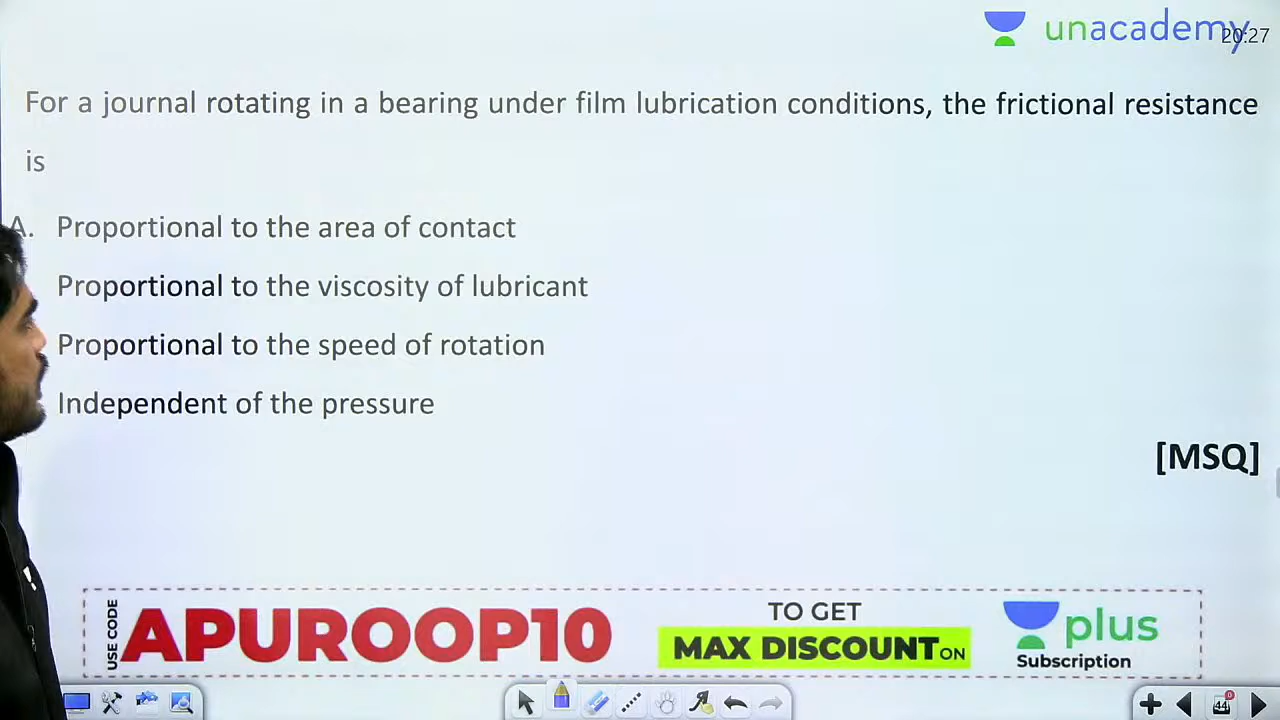 unacademy
20:27
For a journal rotating in a bearing under film lubrication conditions, the frictional resistance
is
A. Proportional to the area of contact
Proportional to the viscosity of lubricant
Proportional to the speed of rotation
Independent of the pressure
[MSQ]
USE CODE
APUROOP10
TO GET
MAX DISCOUNT ON
plus
Subscription
44
0